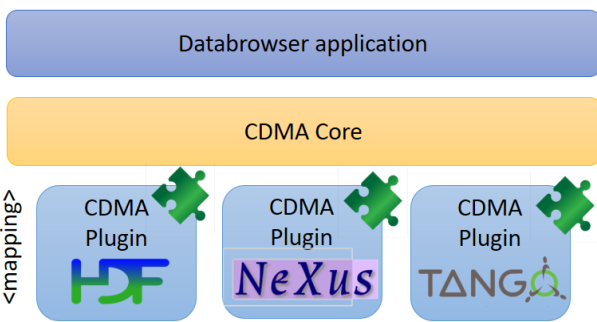 Databrowser application
CDMA Core
<mapping>
CDMA
Plugin
HDF
CDMA
Plugin
NeXus
CDMA
Plugin
TANGO